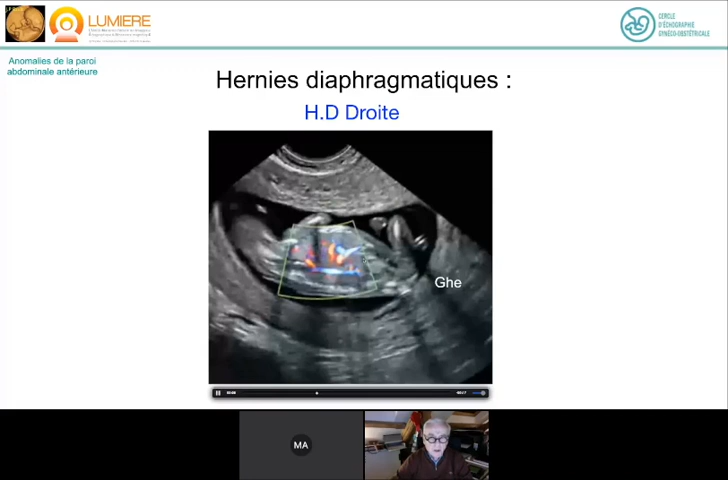 LUMIERE
CERCLE
D'ÉCHOGRAPHIE
GYNÉCO-OBSTÉTRICALE
Anomalies de la paroi
abdominale antérieure
Hernies diaphragmatiques :
H.D Droite
Ghe
MA